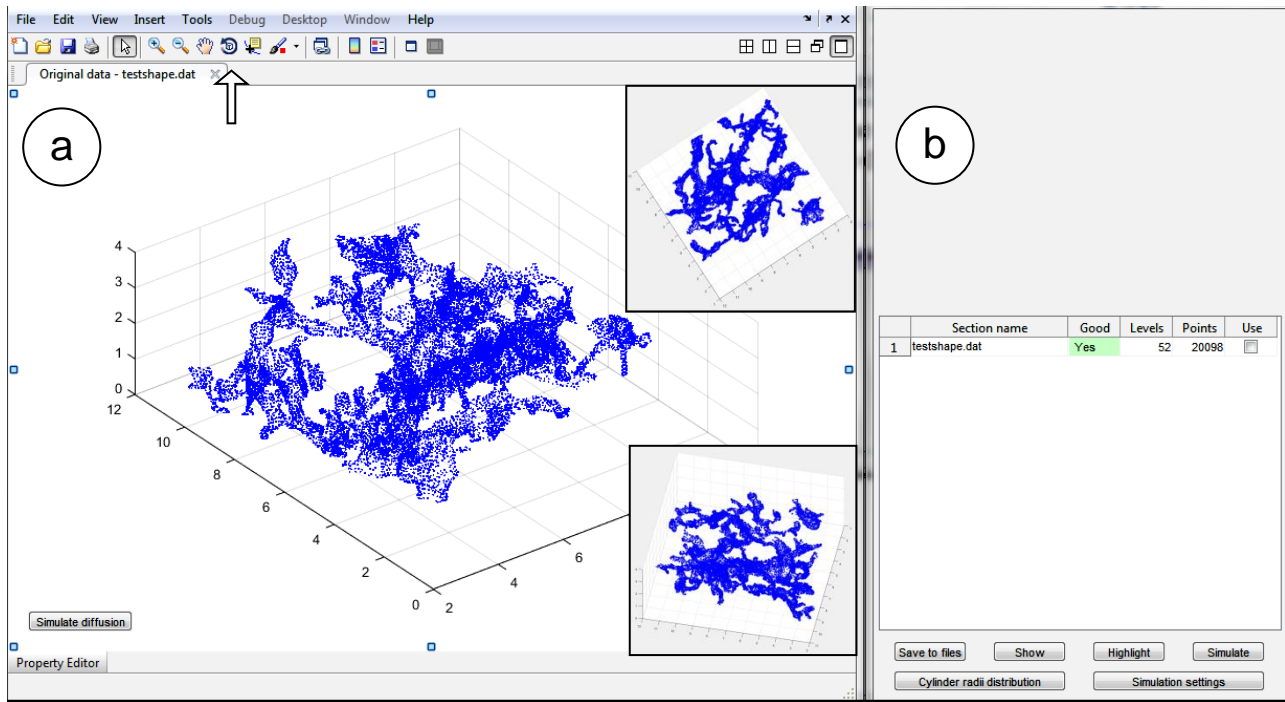 File Edit View Insert Tools Debug Desktop Window Help
Original data - testshape.dat
a
4
3
2
1
0
12
10
8
6
4
2
0
2
4
6
Simulate diffusion
Property Editor
b
Section name Good Levels Points Use
1 testshape.dat Yes 52 20098
Save to files Show Highlight Simulate
Cylinder radii distribution Simulation settings